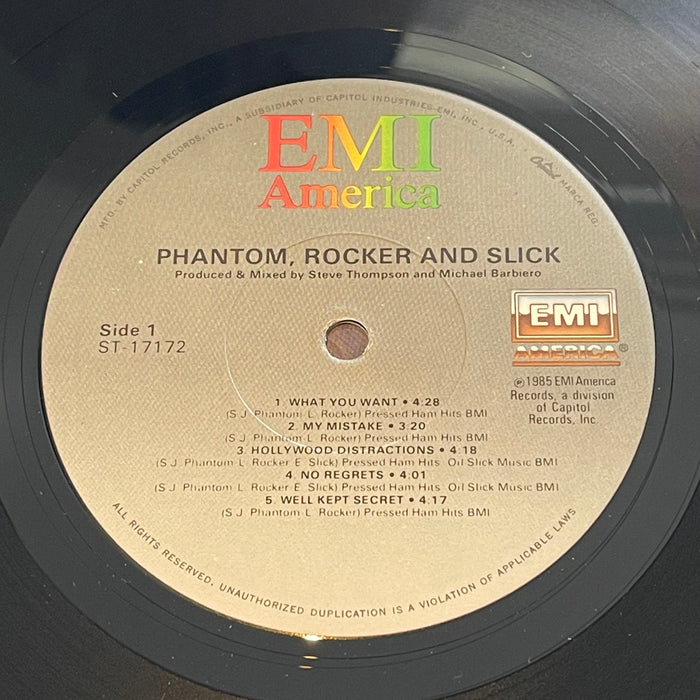 MFD. BY CAPITOL RECORDS, INC., A SUBSIDIARY OF CAPITOL INDUSTRIES-EMI, INC., U.S.A.
Capitol MARCA REG.
EMI
America
PHANTOM, ROCKER AND SLICK
Produced & Mixed by Steve Thompson and Michael Barbiero
Side 1
ST-17172
EMI
AMERICA®
℗ 1985 EMI America
Records, a division
of Capitol
Records, Inc.
1. WHAT YOU WANT • 4:28
(S.J. Phantom-L. Rocker) Pressed Ham Hits BMI
2. MY MISTAKE • 3:20
(S.J. Phantom-L. Rocker) Pressed Ham Hits BMI
3. HOLLYWOOD DISTRACTIONS • 4:18
(S.J. Phantom-L. Rocker-E. Slick) Pressed Ham Hits. Oil Slick Music BMI
4. NO REGRETS • 4:01
(S.J. Phantom-L. Rocker-E. Slick) Pressed Ham Hits. Oil Slick Music BMI
5. WELL KEPT SECRET • 4:17
(S.J. Phantom-L. Rocker) Pressed Ham Hits BMI
ALL RIGHTS RESERVED. UNAUTHORIZED DUPLICATION IS A VIOLATION OF APPLICABLE LAWS